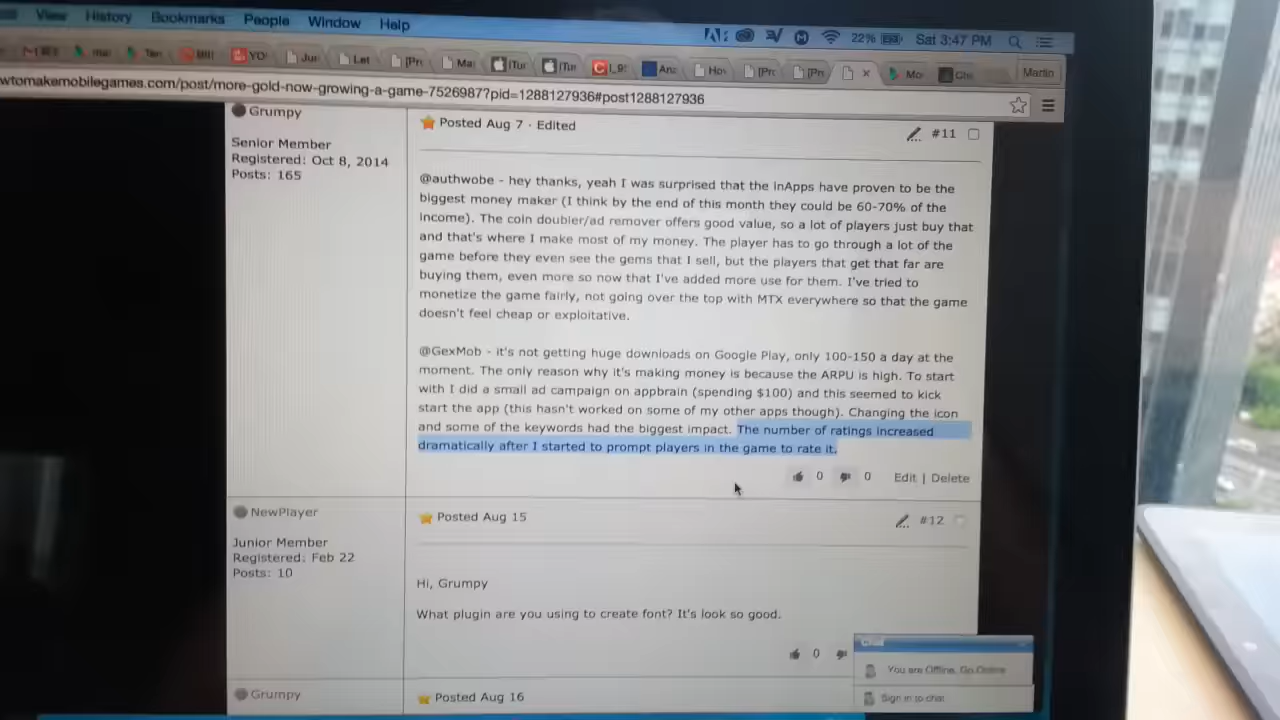 View History Bookmarks People Window Help
22% Sat 3:47 PM
YO
Martin
wtomakemobilegames.com/post/more-gold-now-growing-a-game-7526987?pid=1288127936#post1288127936
Grumpy
Senior Member
Registered: Oct 8, 2014
Posts: 165
Posted Aug 7 · Edited
#11
@authwobe - hey thanks, yeah I was surprised that the InApps have proven to be the
biggest money maker (I think by the end of this month they could be 60-70% of the
income). The coin doubler/ad remover offers good value, so a lot of players just buy that
and that's where I make most of my money. The player has to go through a lot of the
game before they even see the gems that I sell, but the players that get that far are
buying them, even more so now that I've added more use for them. I've tried to
monetize the game fairly, not going over the top with MTX everywhere so that the game
doesn't feel cheap or exploitative.
@GexMob - it's not getting huge downloads on Google Play, only 100-150 a day at the
moment. The only reason why it's making money is because the ARPU is high. To start
with I did a small ad campaign on appbrain (spending $100) and this seemed to kick
start the app (this hasn't worked on some of my other apps though). Changing the icon
and some of the keywords had the biggest impact. The number of ratings increased
dramatically after I started to prompt players in the game to rate it.
0 0 Edit | Delete
NewPlayer
Junior Member
Registered: Feb 22
Posts: 10
Posted Aug 15
#12
Hi, Grumpy
What plugin are you using to create font? It's look so good.
0
You are Offline. Go Online
Sign in to chat
Grumpy
Posted Aug 16